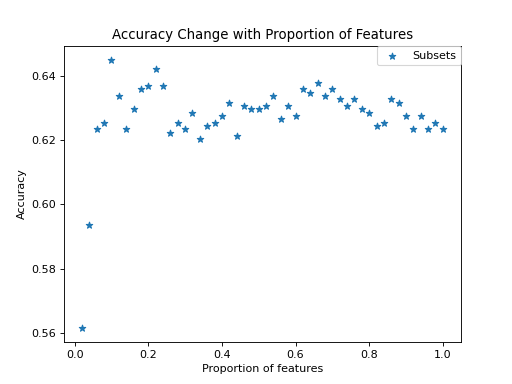 Accuracy Change with Proportion of Features
Subsets
0.64
0.62
0.60
0.58
0.56
Accuracy
0.0 0.2 0.4 0.6 0.8 1.0
Proportion of features